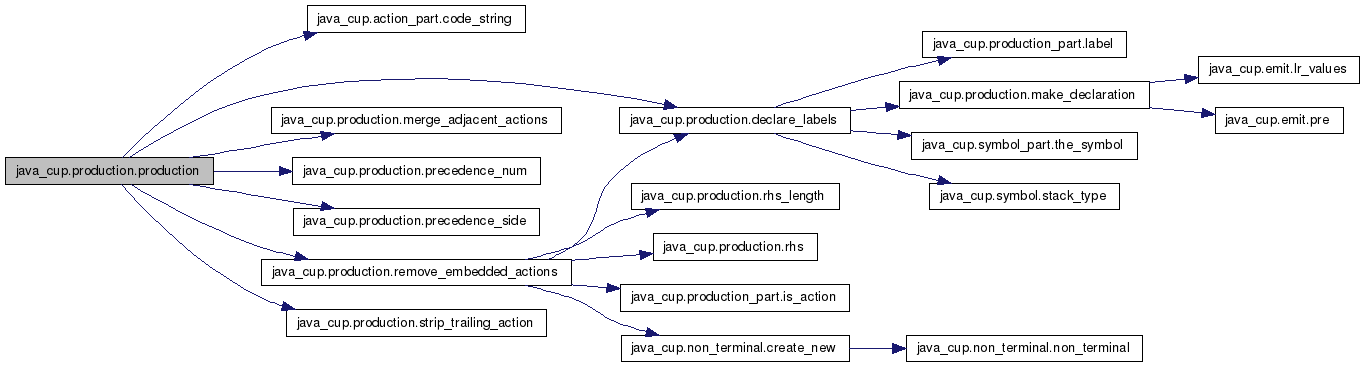 java_cup.production.production
java_cup.action_part.code_string
java_cup.production.merge_adjacent_actions
java_cup.production.precedence_num
java_cup.production.precedence_side
java_cup.production.remove_embedded_actions
java_cup.production.strip_trailing_action
java_cup.production.declare_labels
java_cup.production.rhs_length
java_cup.production.rhs
java_cup.production_part.is_action
java_cup.non_terminal.create_new
java_cup.production_part.label
java_cup.production.make_declaration
java_cup.symbol_part.the_symbol
java_cup.symbol.stack_type
java_cup.non_terminal.non_terminal
java_cup.emit.lr_values
java_cup.emit.pre